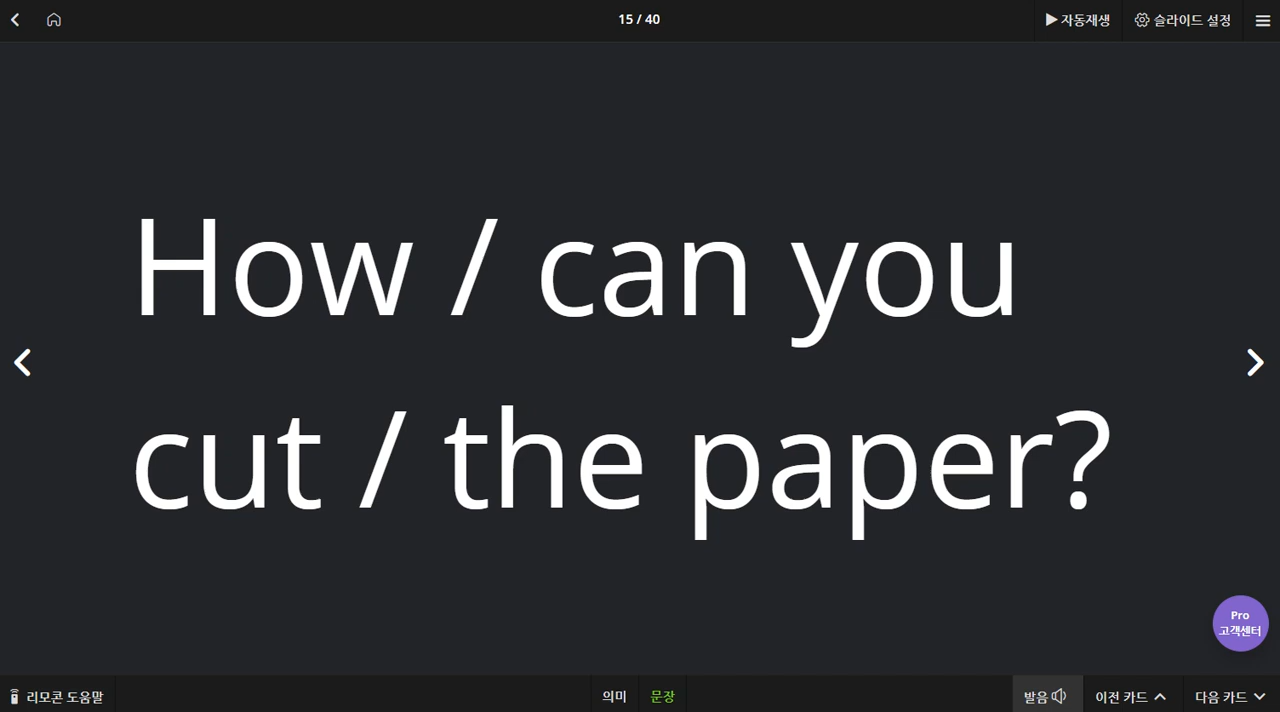 15 / 40
자동재생
슬라이드 설정
How / can you
cut / the paper?
Pro
고객센터
리모콘 도움말
의미
문장
발음
이전 카드
다음 카드